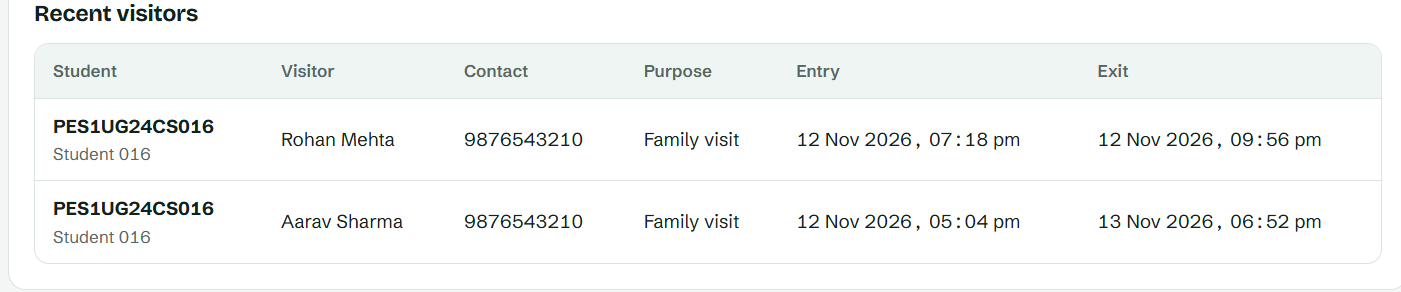 Recent visitors
Student Visitor Contact Purpose Entry Exit
PES1UG24CS016
Student 016
Rohan Mehta 9876543210 Family visit 12 Nov 2026, 07:18 pm 12 Nov 2026, 09:56 pm
PES1UG24CS016
Student 016
Aarav Sharma 9876543210 Family visit 12 Nov 2026, 05:04 pm 13 Nov 2026, 06:52 pm